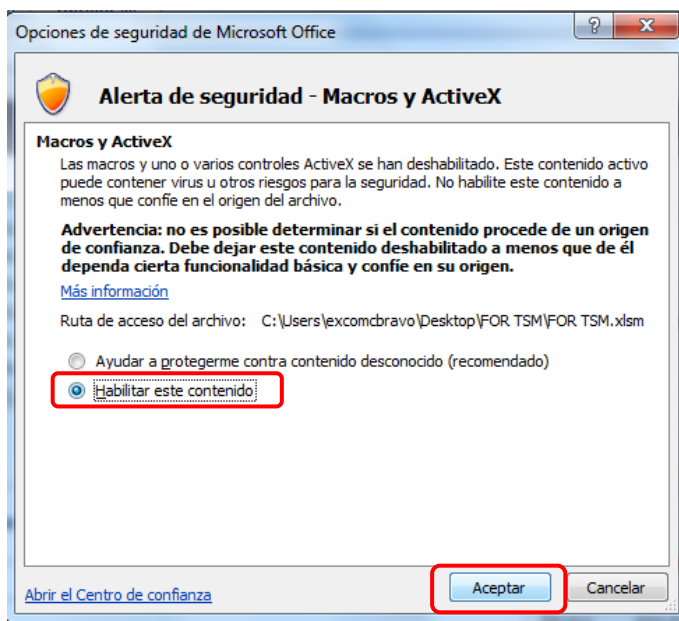 Opciones de seguridad de Microsoft Office
Alerta de seguridad - Macros y ActiveX
Macros y ActiveX
Las macros y uno o varios controles ActiveX se han deshabilitado. Este contenido activo
puede contener virus u otros riesgos para la seguridad. No habilite este contenido a
menos que confíe en el origen del archivo.
Advertencia: no es posible determinar si el contenido procede de un origen
de confianza. Debe dejar este contenido deshabilitado a menos que de él
dependa cierta funcionalidad básica y confíe en su origen.
Más información
Ruta de acceso del archivo: C:\Users\excomcbravo\Desktop\FOR TSM\FOR TSM.xlsm
Ayudar a protegerme contra contenido desconocido (recomendado)
Habilitar este contenido
Abrir el Centro de confianza
Aceptar
Cancelar